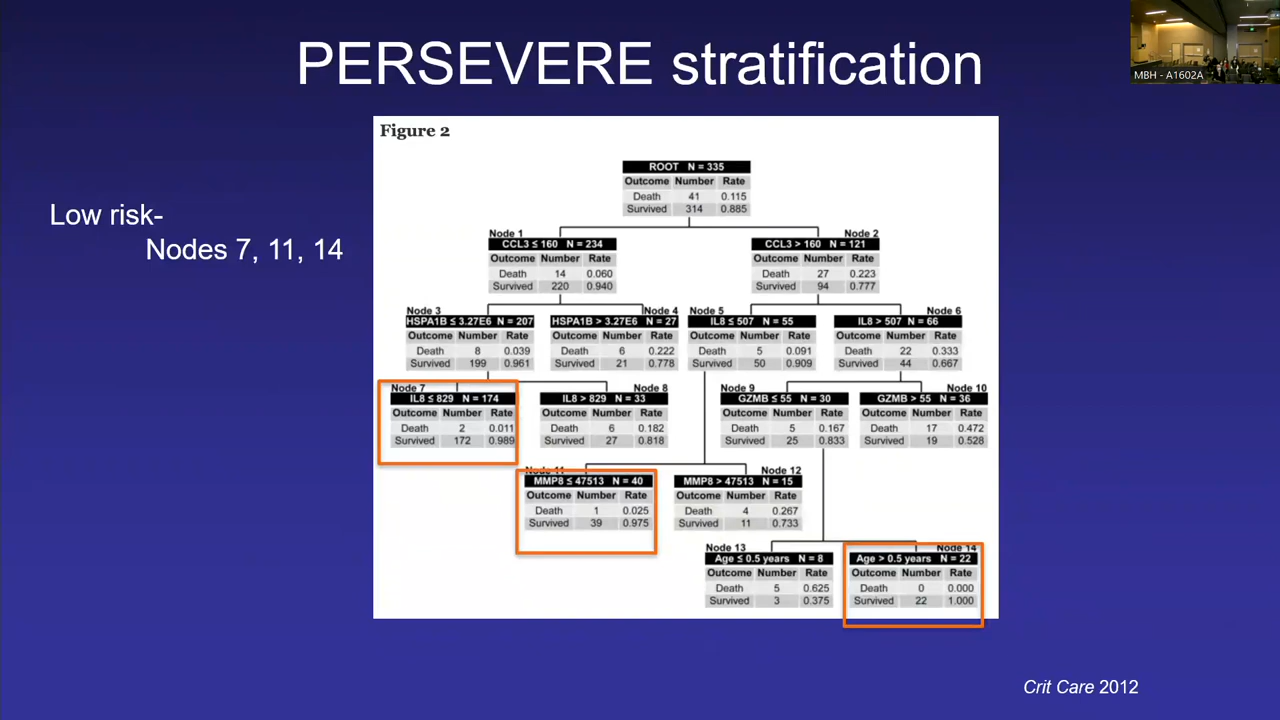 PERSEVERE stratification
MBH - A1602A
Low risk-
Nodes 7, 11, 14
Figure 2
ROOT N = 335
Outcome Number Rate
Death 41 0.115
Survived 314 0.885
Node 1
CCL3 ≤ 160 N = 234
Outcome Number Rate
Death 14 0.060
Survived 220 0.940
Node 2
CCL3 > 160 N = 121
Outcome Number Rate
Death 27 0.223
Survived 94 0.777
Node 3
HSPA1B ≤ 3.27E6 N = 207
Outcome Number Rate
Death 8 0.039
Survived 199 0.961
Node 4
HSPA1B > 3.27E6 N = 27
Outcome Number Rate
Death 6 0.222
Survived 21 0.778
Node 5
IL8 ≤ 507 N = 55
Outcome Number Rate
Death 5 0.091
Survived 50 0.909
Node 6
IL8 > 507 N = 66
Outcome Number Rate
Death 22 0.333
Survived 44 0.667
Node 7
IL8 ≤ 829 N = 174
Outcome Number Rate
Death 2 0.011
Survived 172 0.989
Node 8
IL8 > 829 N = 33
Outcome Number Rate
Death 6 0.182
Survived 27 0.818
Node 9
GZMB ≤ 55 N = 30
Outcome Number Rate
Death 5 0.167
Survived 25 0.833
Node 10
GZMB > 55 N = 36
Outcome Number Rate
Death 17 0.472
Survived 19 0.528
Node 11
MMP8 ≤ 47513 N = 40
Outcome Number Rate
Death 1 0.025
Survived 39 0.975
Node 12
MMP8 > 47513 N = 15
Outcome Number Rate
Death 4 0.267
Survived 11 0.733
Node 13
Age ≤ 0.5 years N = 8
Outcome Number Rate
Death 5 0.625
Survived 3 0.375
Node 14
Age > 0.5 years N = 22
Outcome Number Rate
Death 0 0.000
Survived 22 1.000
Crit Care 2012